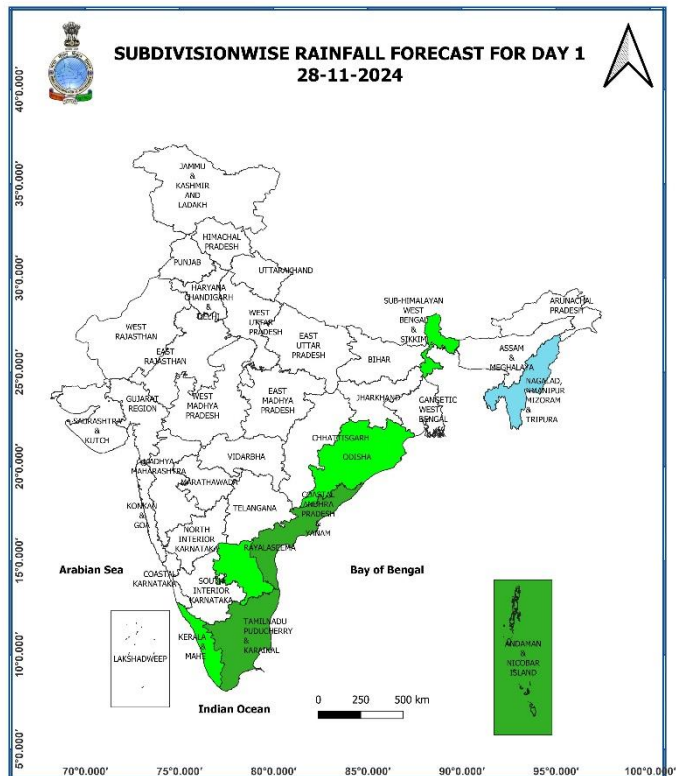 SUBDIVISIONWISE RAINFALL FORECAST FOR DAY 1
28-11-2024
40°0.000'
35°0.000'
30°0.000'
25°0.000'
20°0.000'
15°0.000'
10°0.000'
5°0.000'
JAMMU
&
KASHMIR
AND
LADAKH
HIMACHAL
PRADESH
PUNJAB
UTTARAKHAND
HARYANA
CHANDIGARH
&
DELHI
WEST
RAJASTHAN
EAST
RAJASTHAN
WEST
UTTAR
PRADESH
EAST
UTTAR
PRADESH
SUB-HIMALAYAN
WEST
BENGAL
&
SIKKIM
ARUNACHAL
PRADESH
ASSAM
&
MEGHALAYA
NAGALAD,
MANIPUR
MIZORAM
&
TRIPURA
BIHAR
JHARKHAND
GANGETIC
WEST
BENGAL
GUJARAT
REGION
SAURASHTRA
&
KUTCH
WEST
MADHYA
PRADESH
EAST
MADHYA
PRADESH
CHHATTISGARH
ODISHA
VIDARBHA
MADHYA
MAHARASHTRA
MARATHAWADA
KONKAN
&
GOA
TELANGANA
COASTAL
ANDHRA
PRADESH
&
YANAM
NORTH
INTERIOR
KARNATAKA
RAYALASEEMA
COASTAL
KARNATAKA
SOUTH
INTERIOR
KARNATAKA
Arabian Sea
Bay of Bengal
TAMILNADU
PUDUCHERRY
&
KARAIKAL
KERALA
&
MAHE
LAKSHADWEEP
ANDAMAN
&
NICOBAR
ISLAND
Indian Ocean
0 250 500 km
70°0.000' 75°0.000' 80°0.000' 85°0.000' 90°0.000' 95°0.000' 100°0.000'